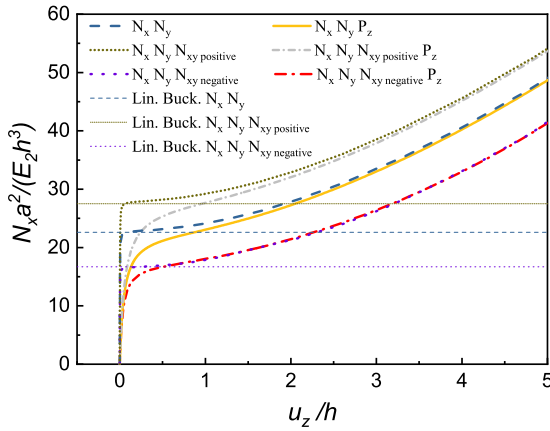 60
50
40
30
20
10
0
N_x a^2/(E_2h^3)
N_x N_y
N_x N_y P_z
N_x N_y N_xy positive
N_x N_y N_xy positive P_z
N_x N_y N_xy negative
N_x N_y N_xy negative P_z
Lin. Buck. N_x N_y
Lin. Buck. N_x N_y N_xy positive
Lin. Buck. N_x N_y N_xy negative
0 1 2 3 4 5
u_z /h